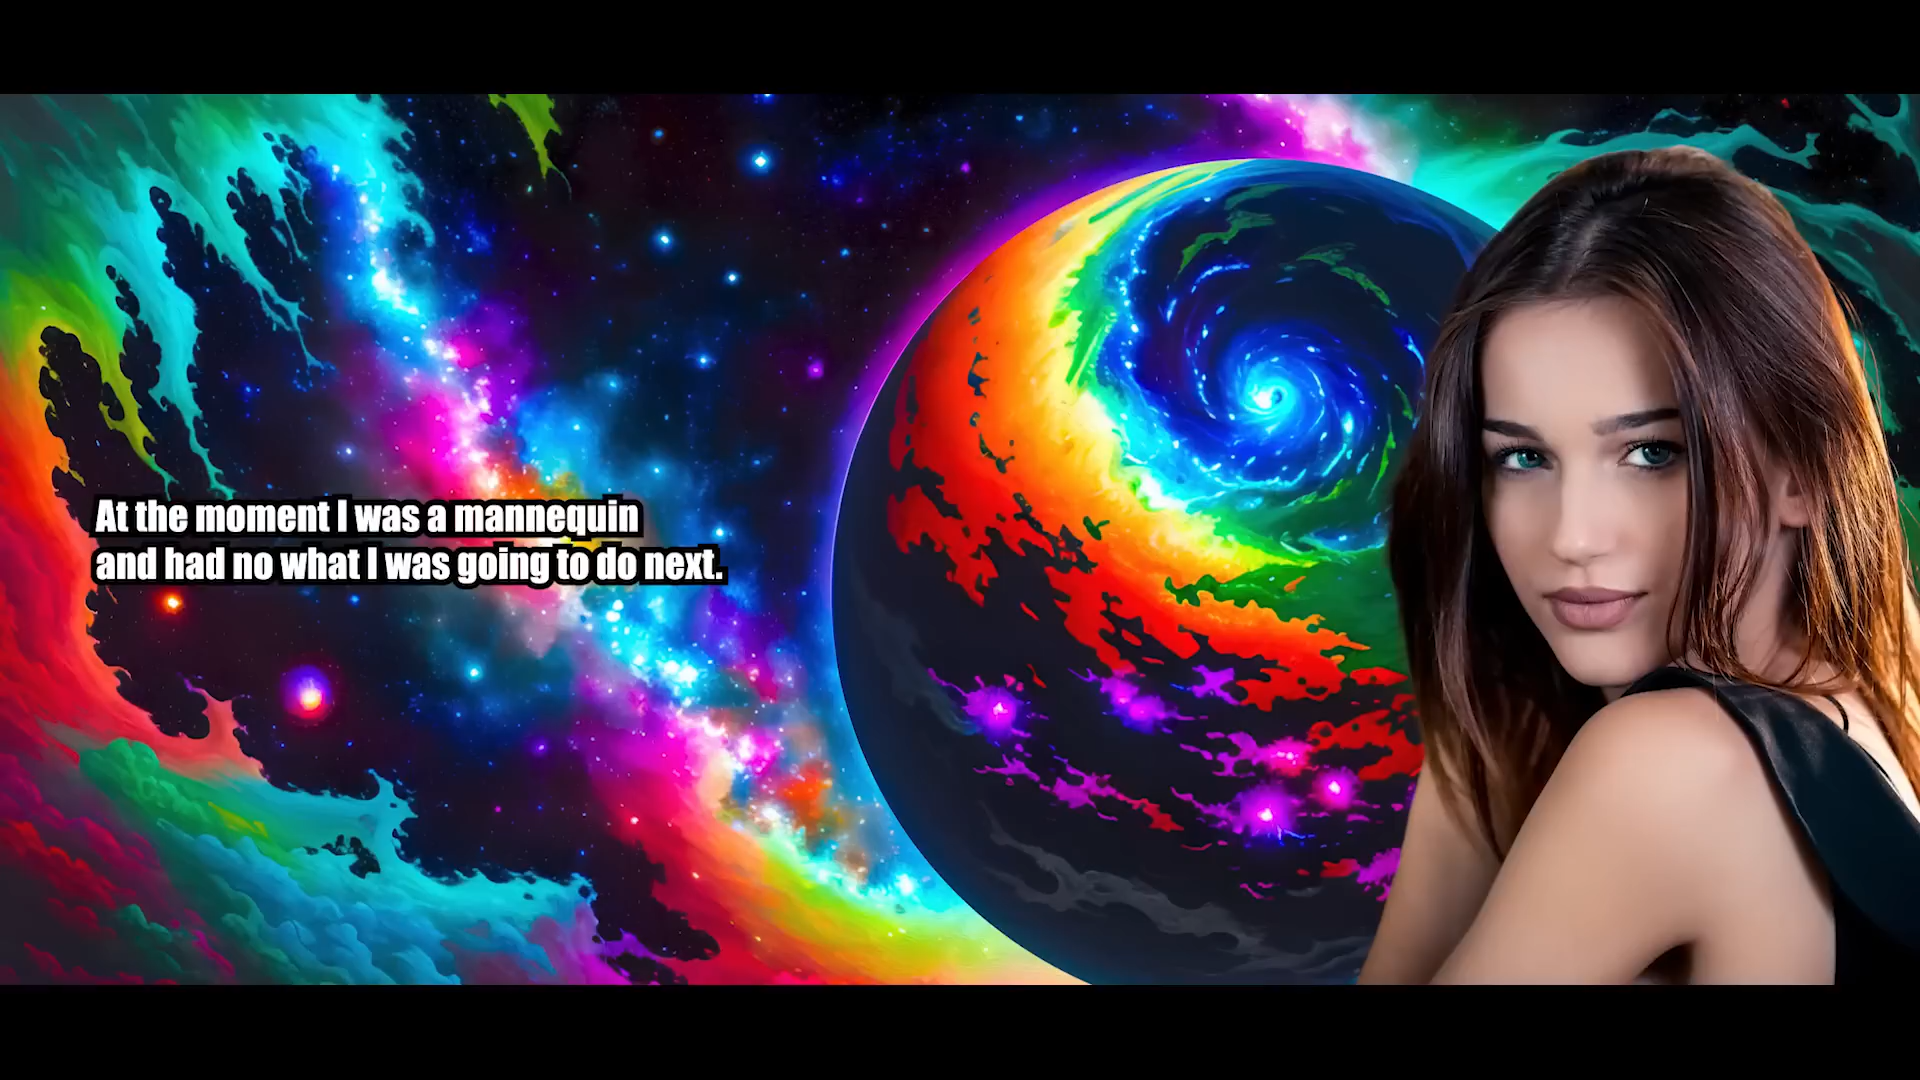 At the moment I was a mannequin
and had no what I was going to do next.